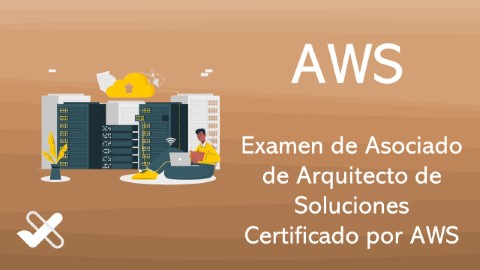 AWS
Examen de Asociado
de Arquitecto de
Soluciones
Certificado por AWS